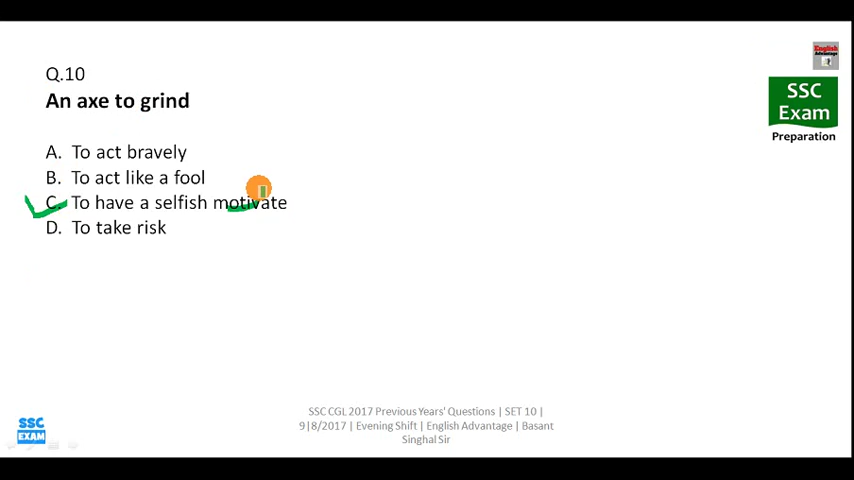 English
Advantage
SSC
Exam
Preparation
Q.10
An axe to grind
A. To act bravely
B. To act like a fool
C. To have a selfish motivate
D. To take risk
SSC CGL 2017 Previous Years' Questions | SET 10 |
9|8/2017 | Evening Shift | English Advantage | Basant
Singhal Sir
SSC
EXAM